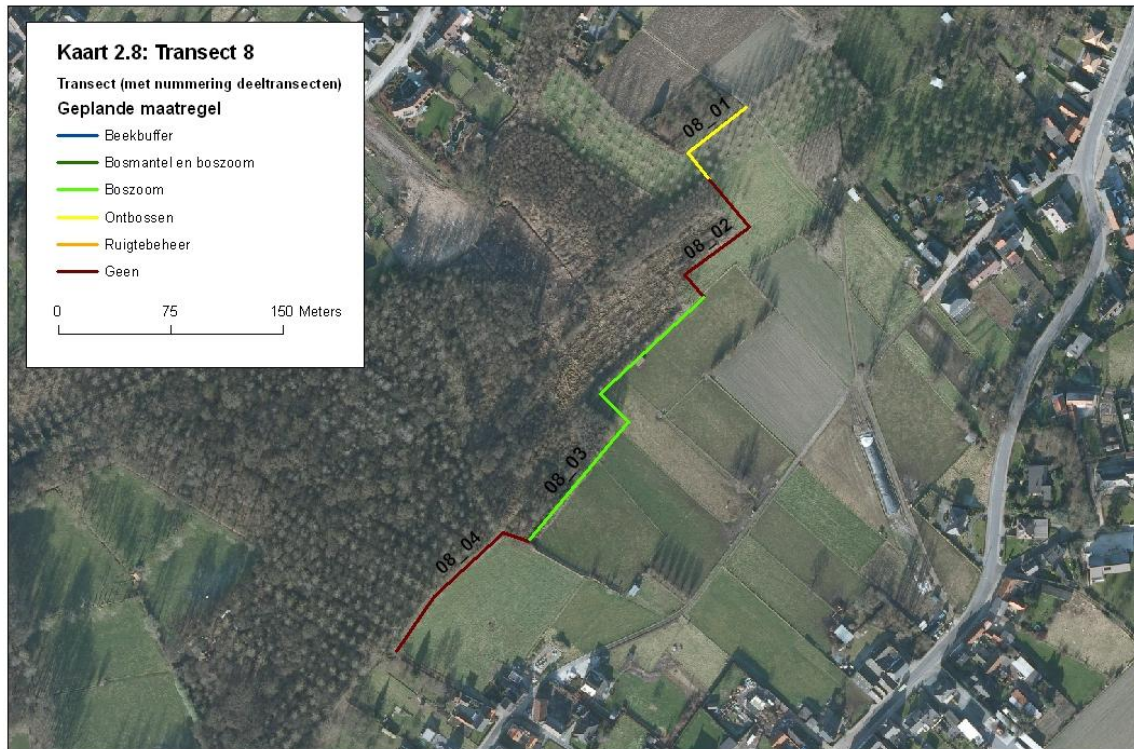 Kaart 2.8: Transect 8
Transect (met nummering deeltransecten)
Geplande maatregel
Beekbuffer
Bosmantel en boszoom
Boszoom
Ontbossen
Ruigtebeheer
Geen
0 75 150 Meters
08_01
08_02
08_03
08_04